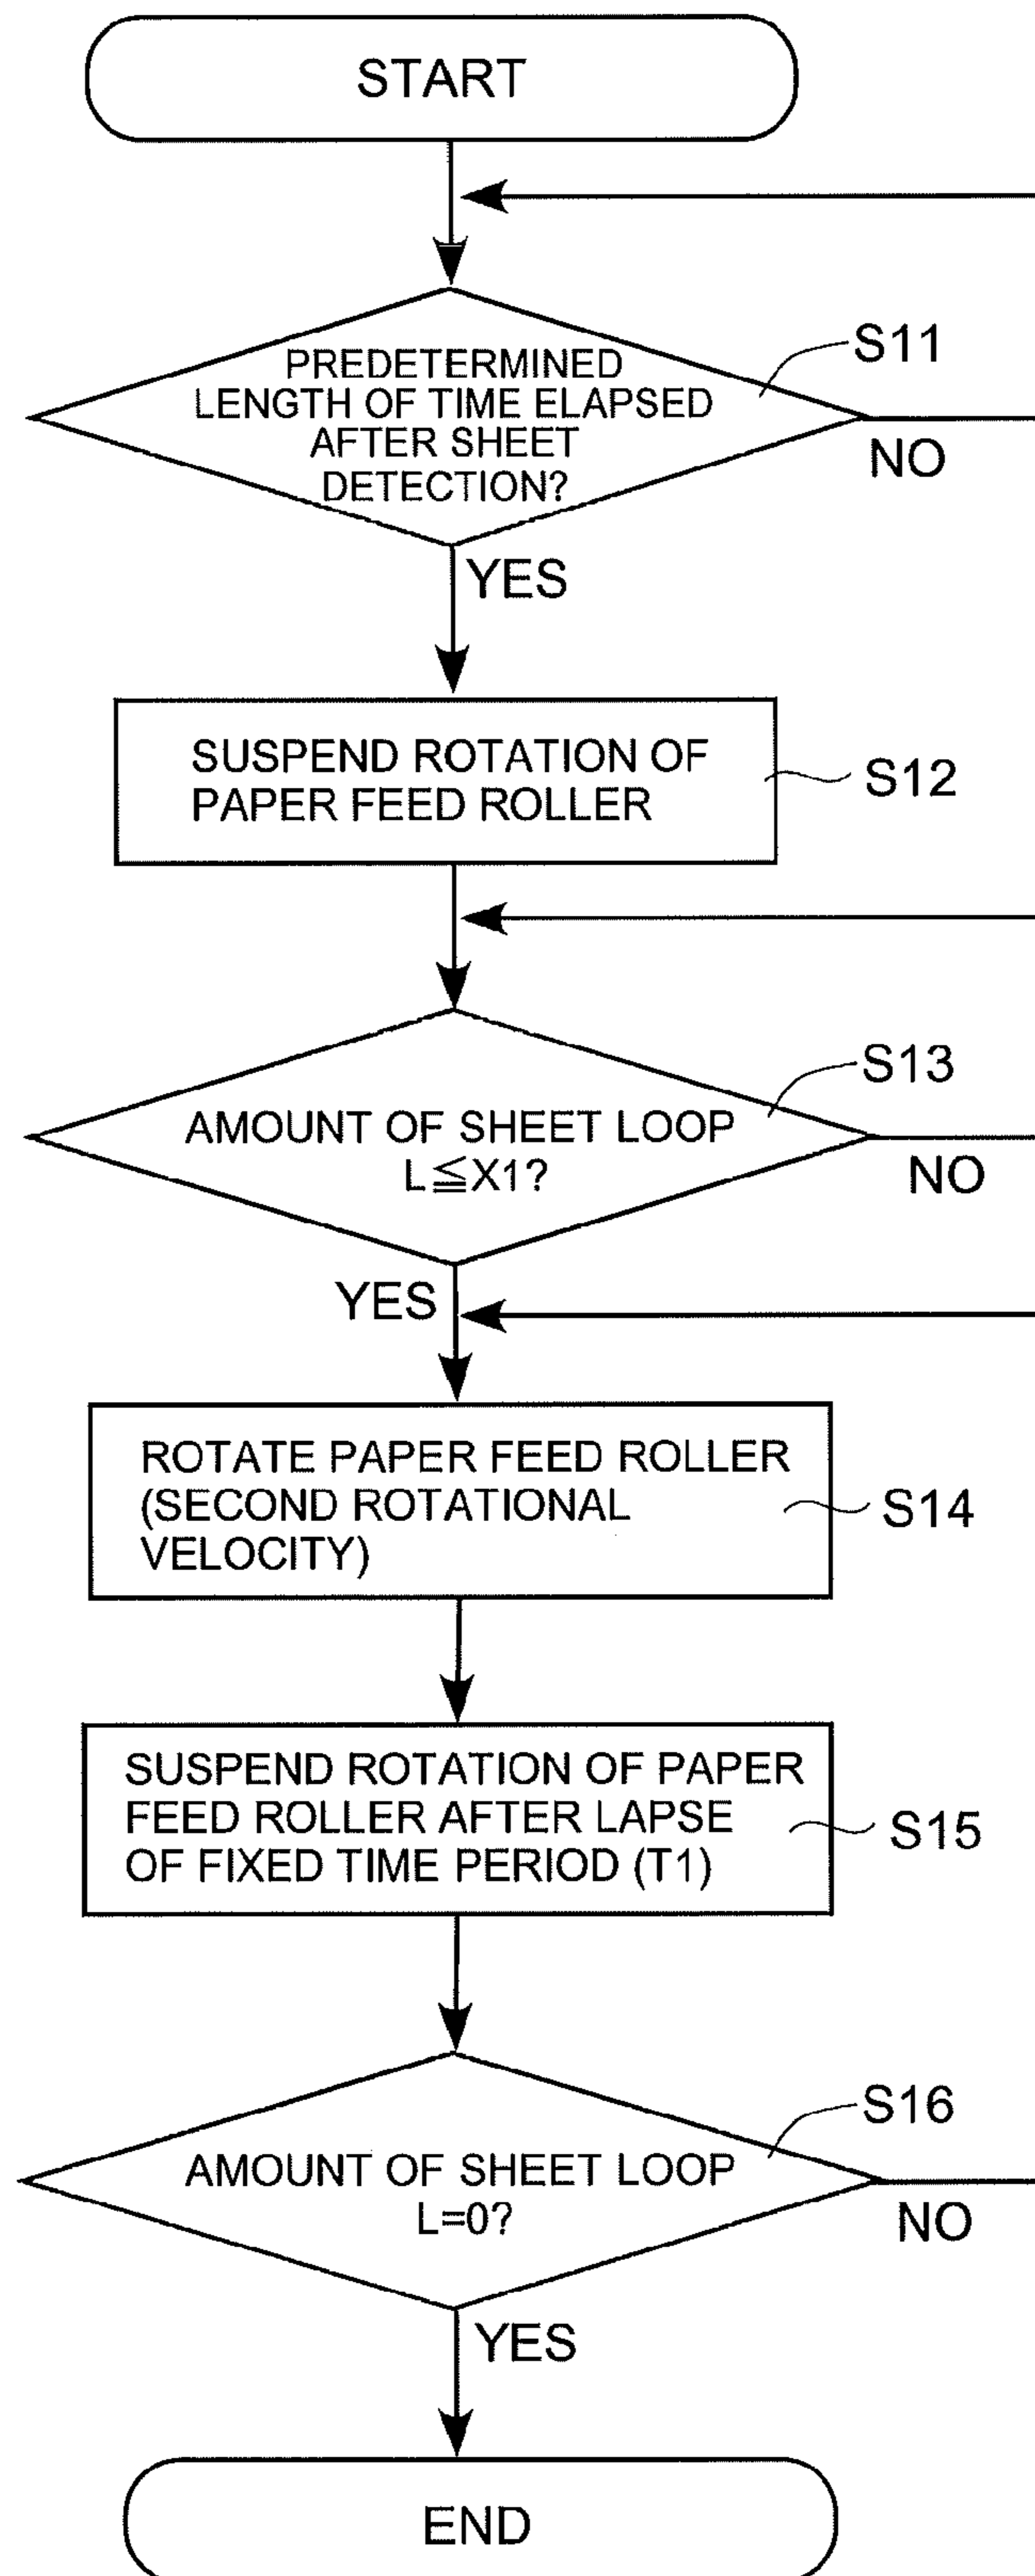 START
PREDETERMINED
LENGTH OF TIME ELAPSED
AFTER SHEET
DETECTION?
S11
NO
YES
SUSPEND ROTATION OF
PAPER FEED ROLLER
S12
S13
AMOUNT OF SHEET LOOP
L≦X1?
NO
YES
ROTATE PAPER FEED ROLLER
(SECOND ROTATIONAL
VELOCITY)
S14
SUSPEND ROTATION OF PAPER
FEED ROLLER AFTER LAPSE
OF FIXED TIME PERIOD (T1)
S15
S16
AMOUNT OF SHEET LOOP
L=0?
NO
YES
END